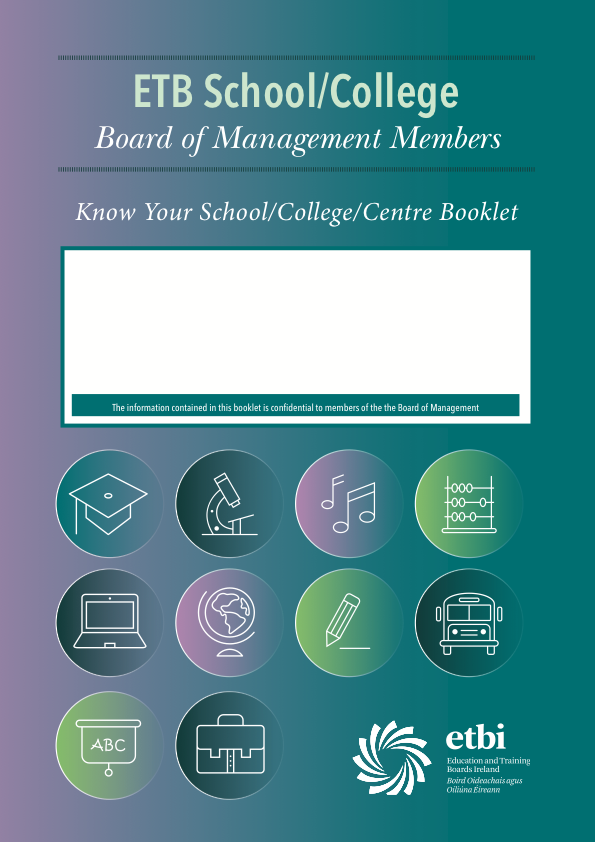 ETB School/College
Board of Management Members
Know Your School/College/Centre Booklet
The information contained in this booklet is confidential to members of the the Board of Management
ABC
etbi
Education and Training
Boards Ireland
Boird Oideachais agus
Oiliúna Éireann